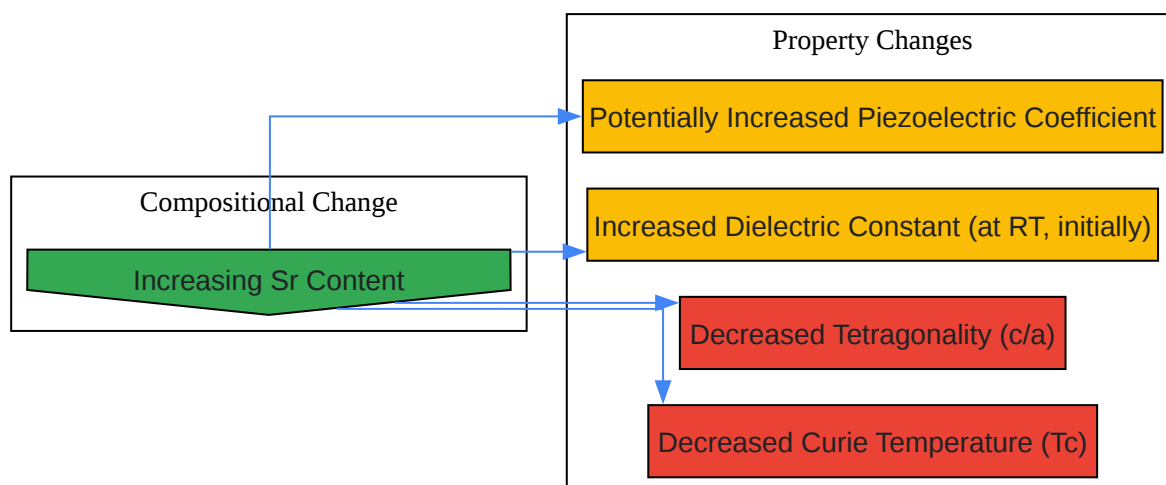 Property Changes
Potentially Increased Piezoelectric Coefficient
Compositional Change
Increased Dielectric Constant (at RT, initially)
Increasing Sr Content
Decreased Tetragonality (c/a)
Decreased Curie Temperature (Tc)